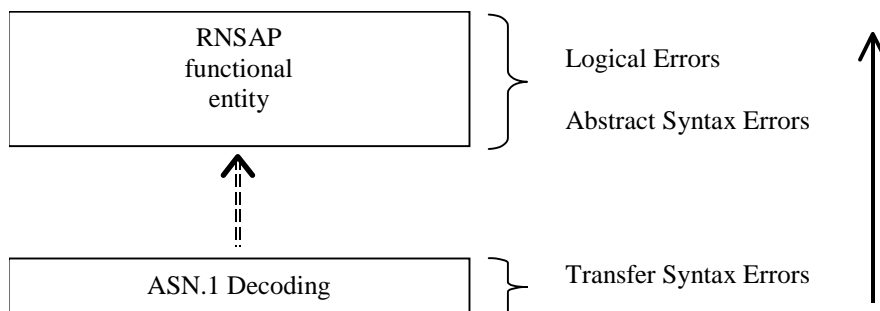 RNSAP
functional
entity
Logical Errors
Abstract Syntax Errors
ASN.1 Decoding
Transfer Syntax Errors